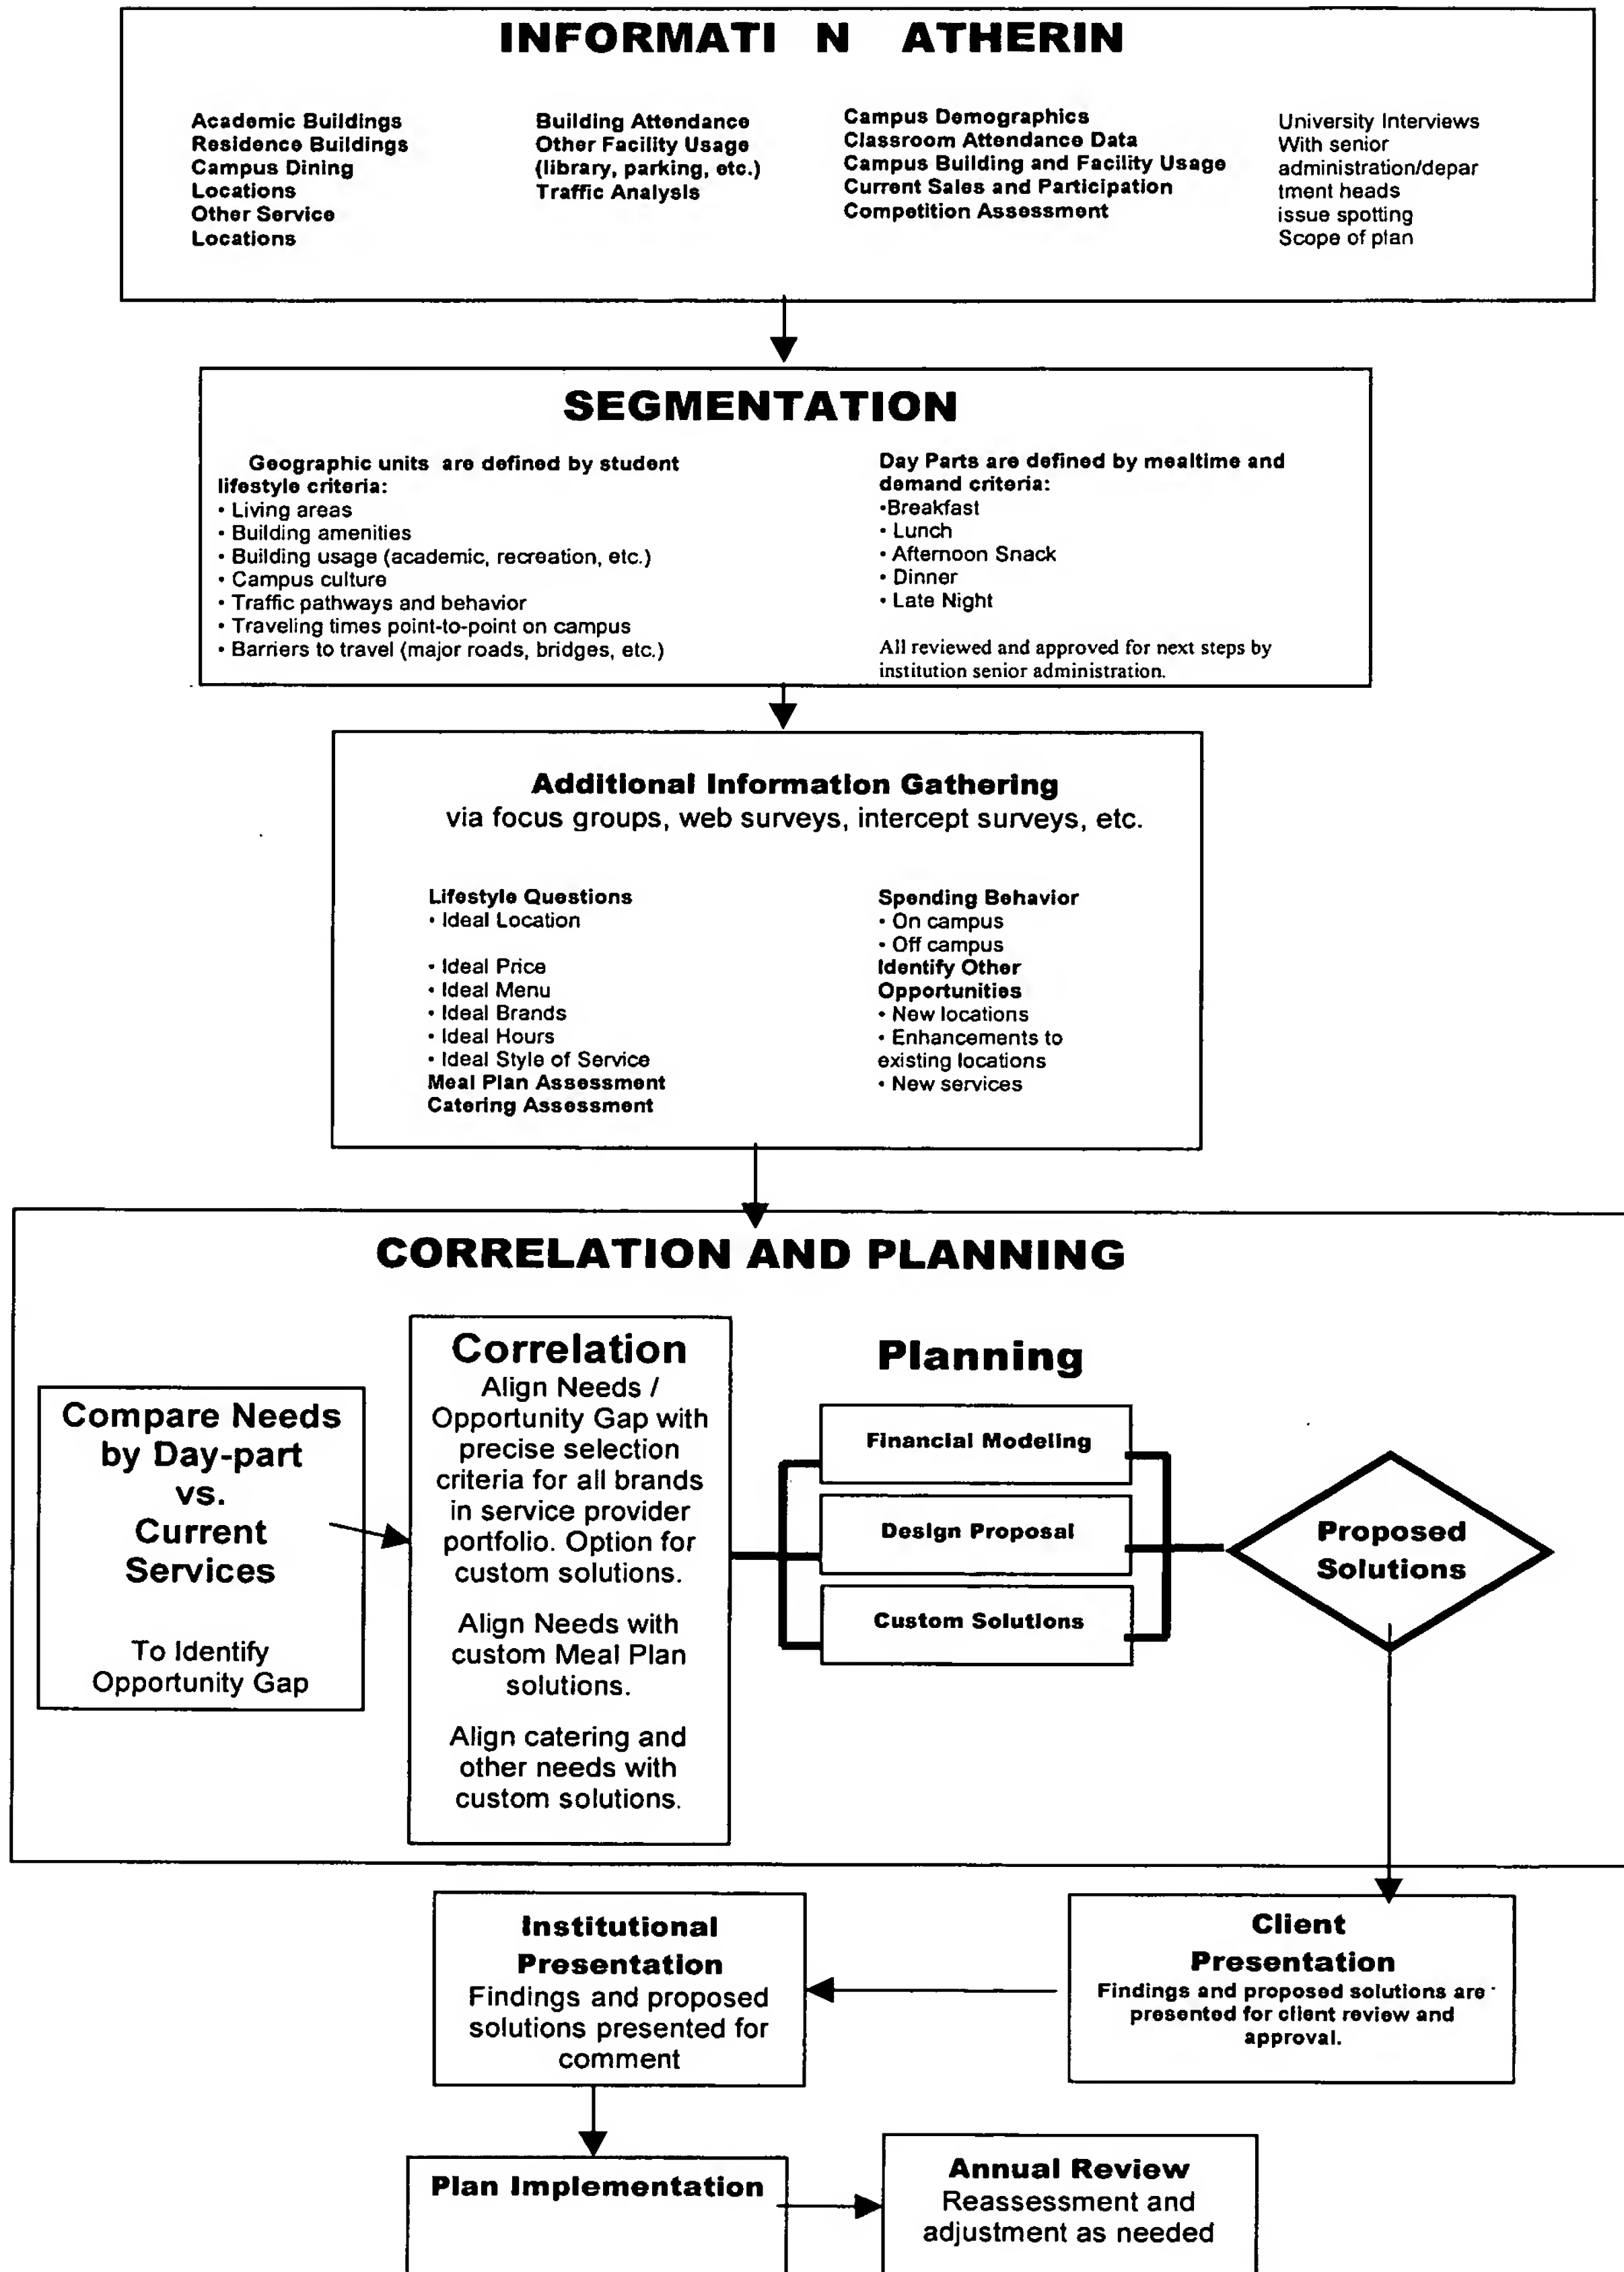 INFORMATI N ATHERIN
Academic Buildings
Residence Buildings
Campus Dining
Locations
Other Service
Locations
Building Attendance
Other Facility Usage
(library, parking, etc.)
Traffic Analysis
Campus Demographics
Classroom Attendance Data
Campus Building and Facility Usage
Current Sales and Participation
Competition Assessment
University Interviews
With senior
administration/depar
tment heads
issue spotting
Scope of plan
SEGMENTATION
Geographic units are defined by student
lifestyle criteria:
• Living areas
• Building amenities
• Building usage (academic, recreation, etc.)
• Campus culture
• Traffic pathways and behavior
• Traveling times point-to-point on campus
• Barriers to travel (major roads, bridges, etc.)
Day Parts are defined by mealtime and
demand criteria:
•Breakfast
• Lunch
• Afternoon Snack
• Dinner
• Late Night
All reviewed and approved for next steps by
institution senior administration.
Additional Information Gathering
via focus groups, web surveys, intercept surveys, etc.
Lifestyle Questions
• Ideal Location
• Ideal Price
• Ideal Menu
• Ideal Brands
• Ideal Hours
• Ideal Style of Service
Meal Plan Assessment
Catering Assessment
Spending Behavior
• On campus
• Off campus
Identify Other
Opportunities
• New locations
• Enhancements to
existing locations
• New services
CORRELATION AND PLANNING
Compare Needs
by Day-part
vs.
Current
Services
To Identify
Opportunity Gap
Correlation
Align Needs /
Opportunity Gap with
precise selection
criteria for all brands
in service provider
portfolio. Option for
custom solutions.
Align Needs with
custom Meal Plan
solutions.
Align catering and
other needs with
custom solutions.
Planning
Financial Modeling
Design Proposal
Custom Solutions
Proposed
Solutions
Client
Presentation
Findings and proposed solutions are
presented for client review and
approval.
Institutional
Presentation
Findings and proposed
solutions presented for
comment
Plan Implementation
Annual Review
Reassessment and
adjustment as needed